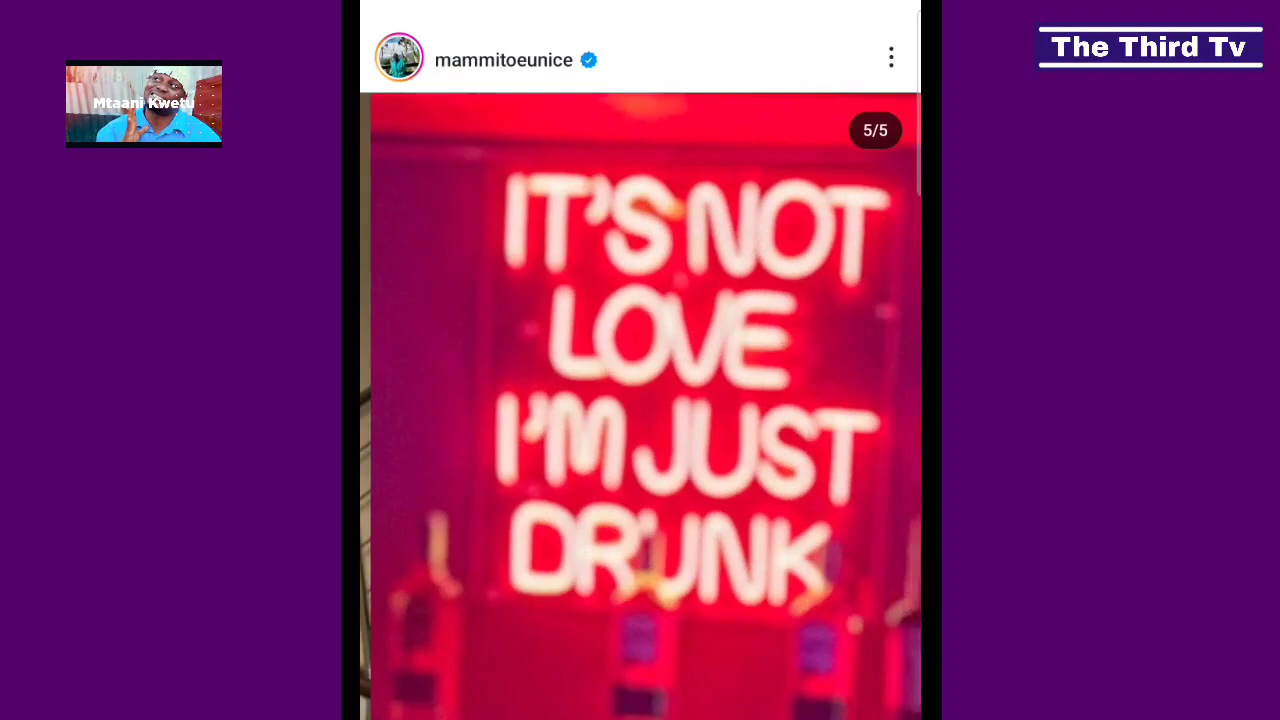 mammitoeunice
The Third Tv
Mtaani Kwetu
5/5
IT'S NOT
LOVE
I'M JUST
DRUNK